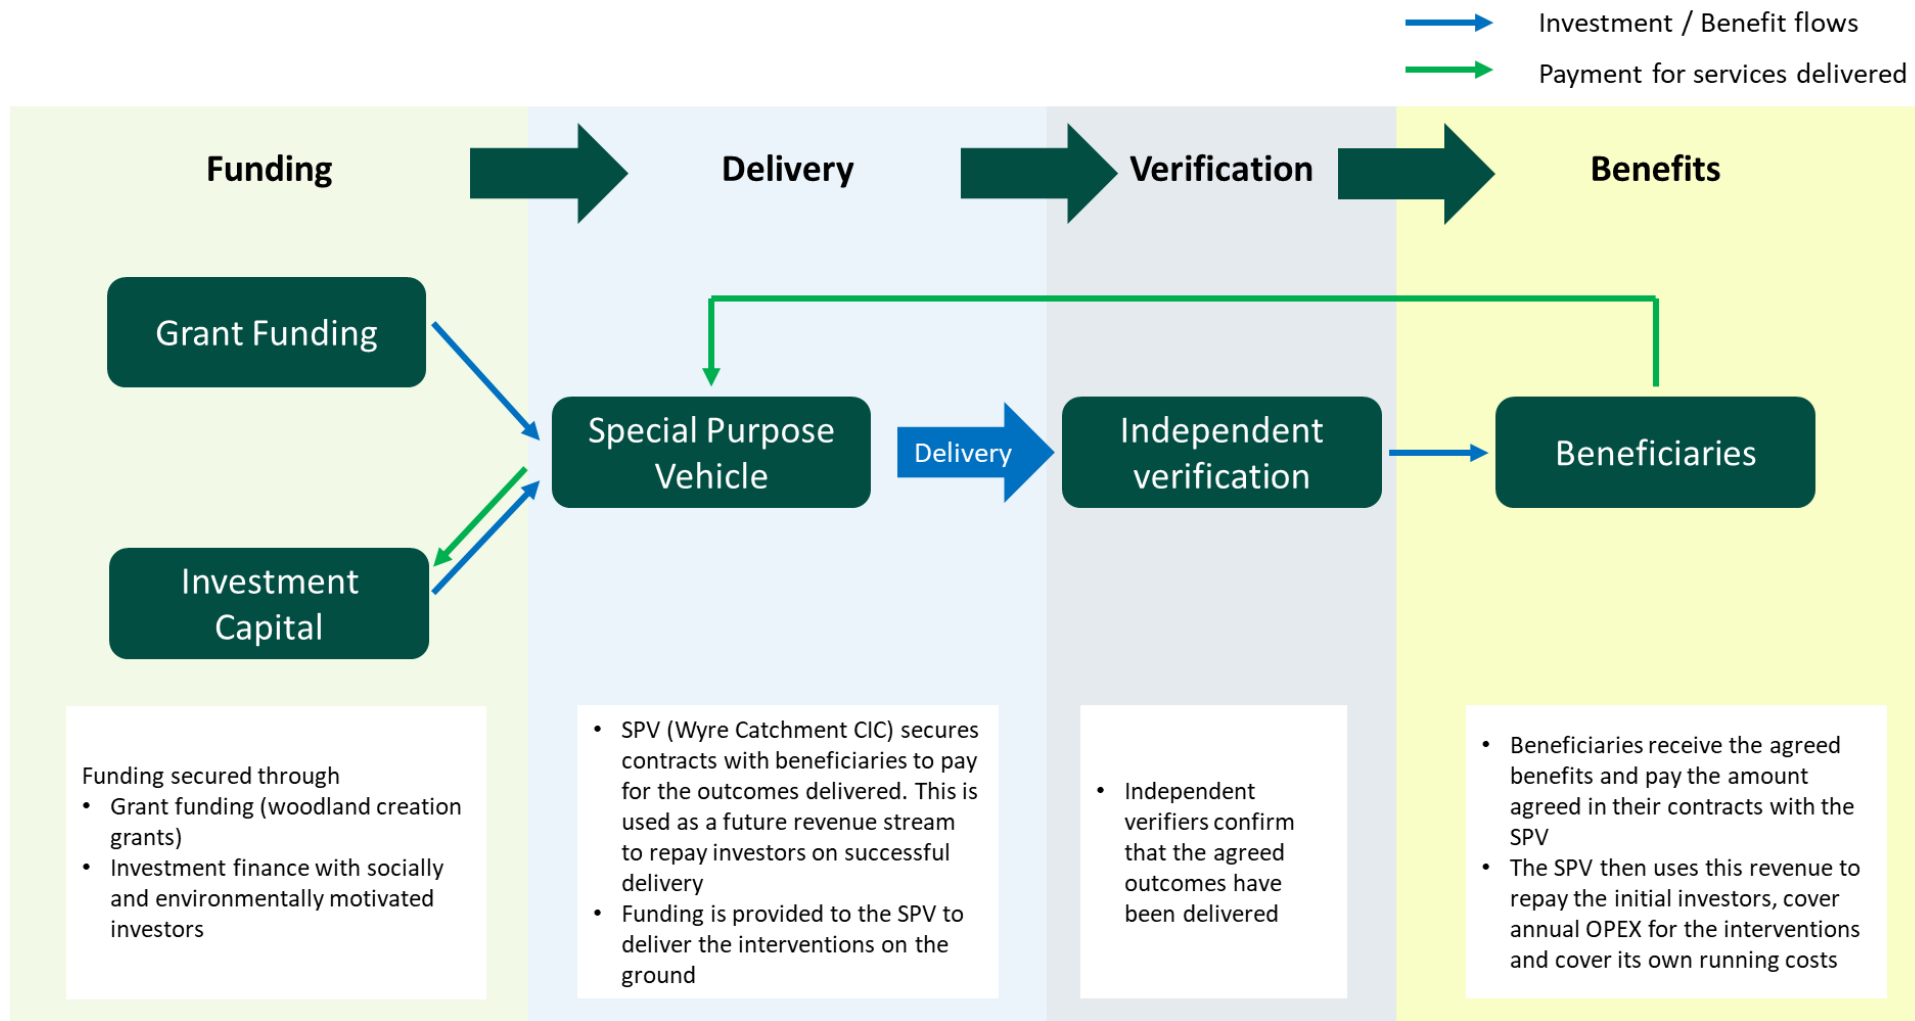 Investment / Benefit flows
Payment for services delivered
Funding
Delivery
Verification
Benefits
Grant Funding
Investment
Capital
Special Purpose
Vehicle
Delivery
Independent
verification
Beneficiaries
Funding secured through
• Grant funding (woodland creation
grants)
• Investment finance with socially
and environmentally motivated
investors
• SPV (Wyre Catchment CIC) secures
contracts with beneficiaries to pay
for the outcomes delivered. This is
used as a future revenue stream
to repay investors on successful
delivery
• Funding is provided to the SPV to
deliver the interventions on the
ground
• Independent
verifiers confirm
that the agreed
outcomes have
been delivered
• Beneficiaries receive the agreed
benefits and pay the amount
agreed in their contracts with the
SPV
• The SPV then uses this revenue to
repay the initial investors, cover
annual OPEX for the interventions
and cover its own running costs